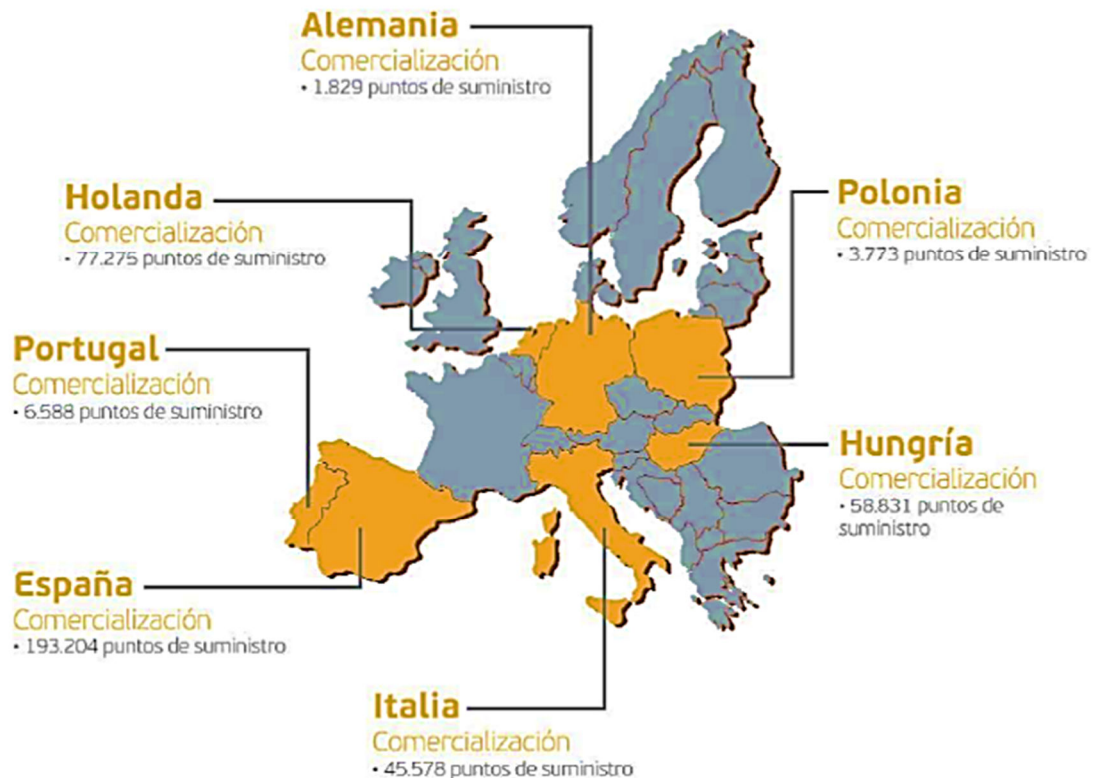 Alemania
Comercialización
• 1.829 puntos de suministro
Holanda
Comercialización
• 77.275 puntos de suministro
Polonia
Comercialización
• 3.773 puntos de suministro
Portugal
Comercialización
• 6.588 puntos de suministro
Hungría
Comercialización
• 58.831 puntos de
suministro
España
Comercialización
• 193.204 puntos de suministro
Italia
Comercialización
• 45.578 puntos de suministro